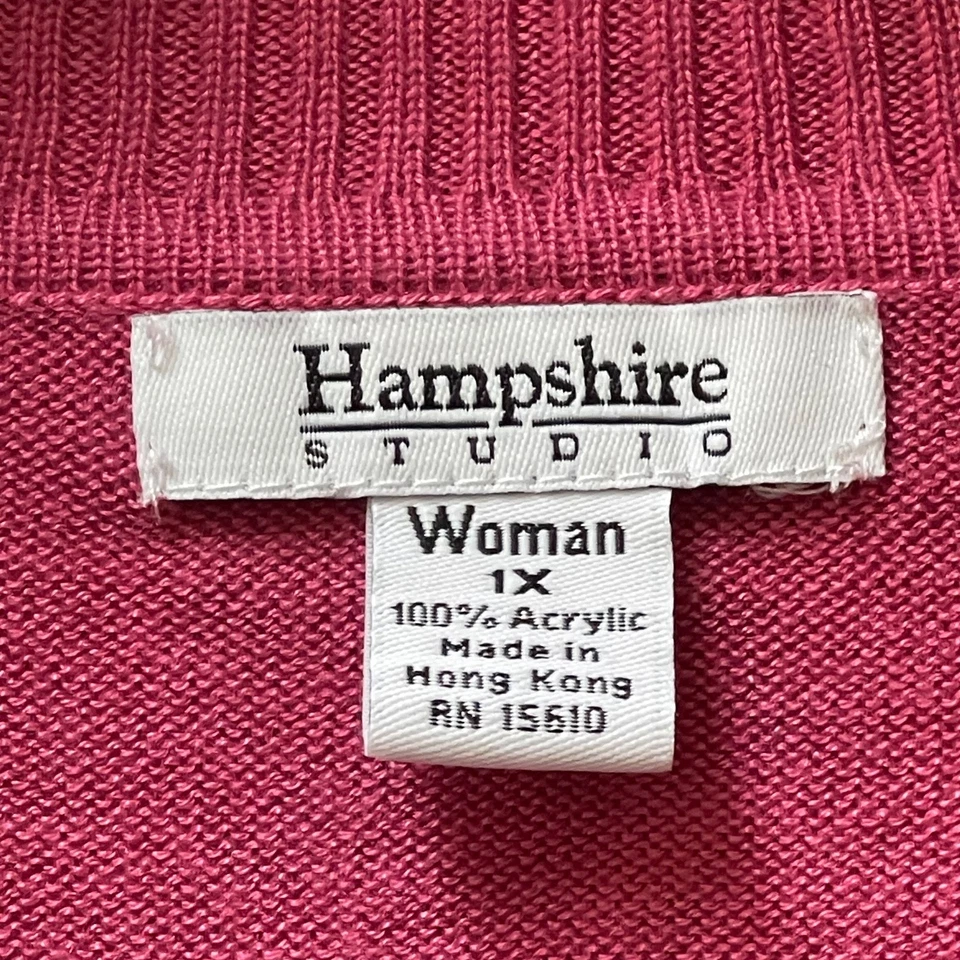 Hampshire
STUDIO
Woman
1X
100% Acrylic
Made in
Hong Kong
RN 15610